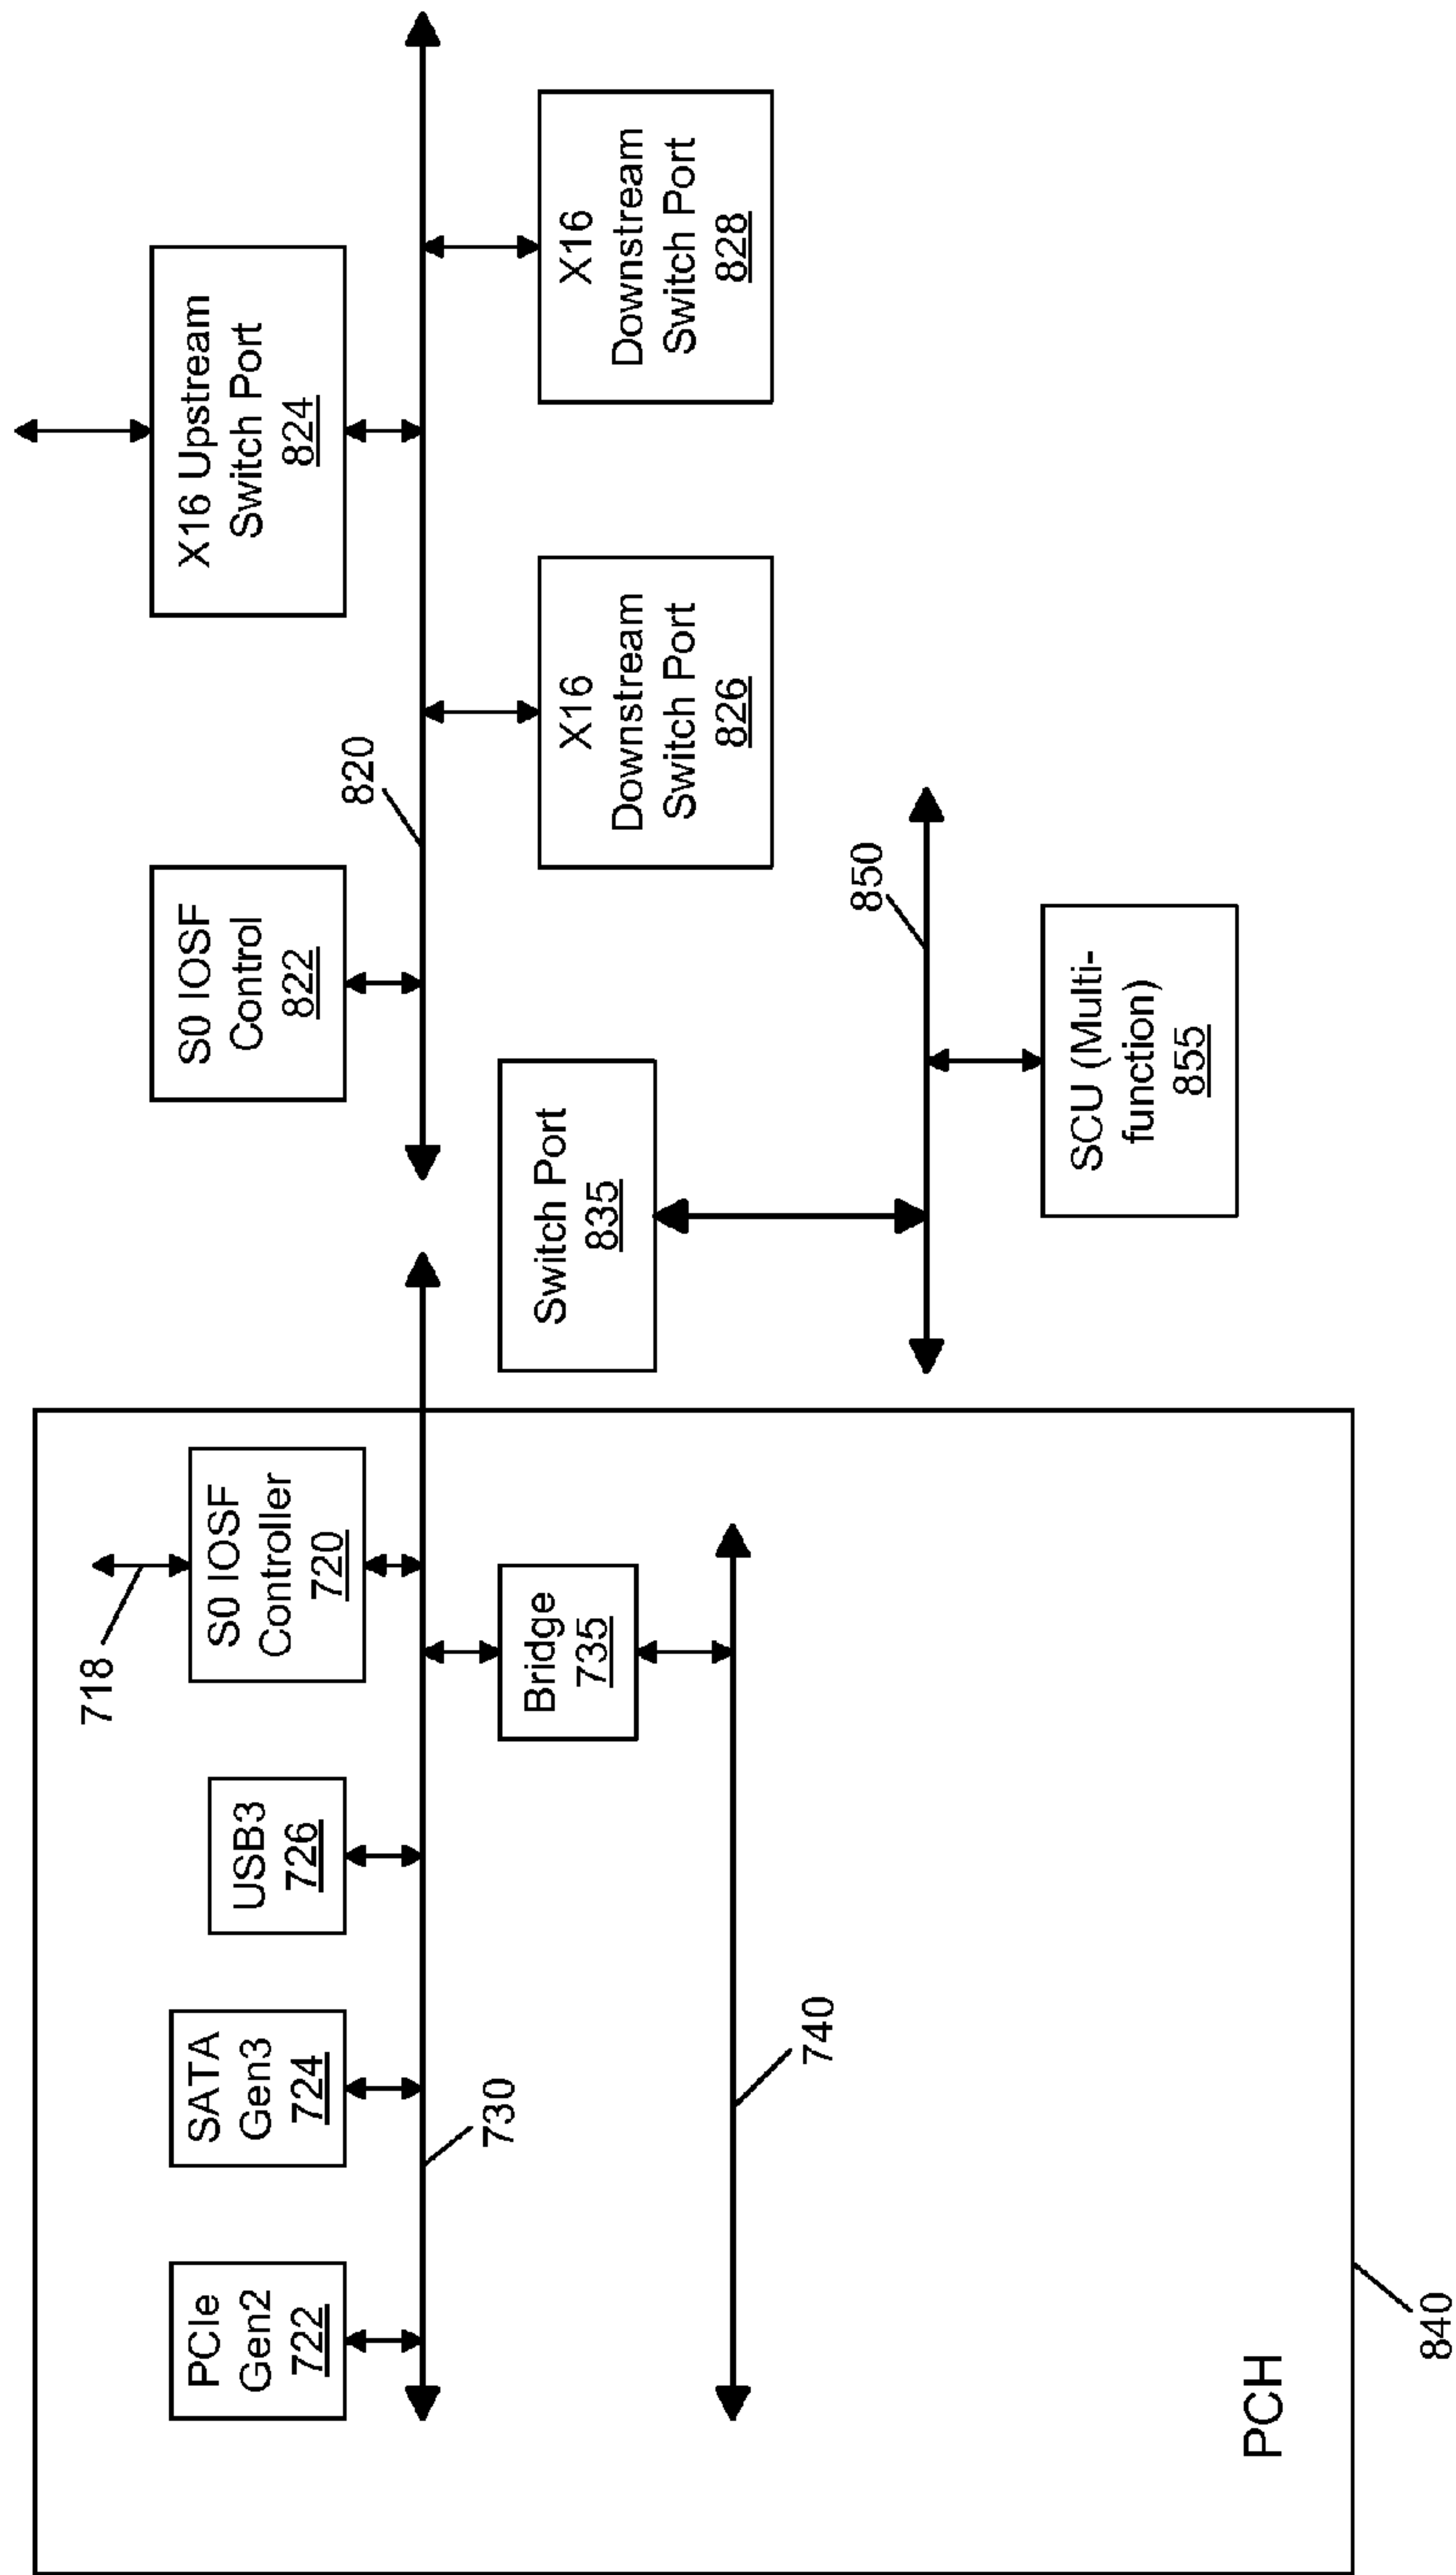 PCIe
Gen2
722
SATA
Gen3
724
USB3
726
718
S0 IOSF
Controller
720
730
Bridge
735
740
PCH
840
S0 IOSF
Control
822
820
X16 Upstream
Switch Port
824
X16
Downstream
Switch Port
826
X16
Downstream
Switch Port
828
Switch Port
835
850
SCU (Multi-
function)
855